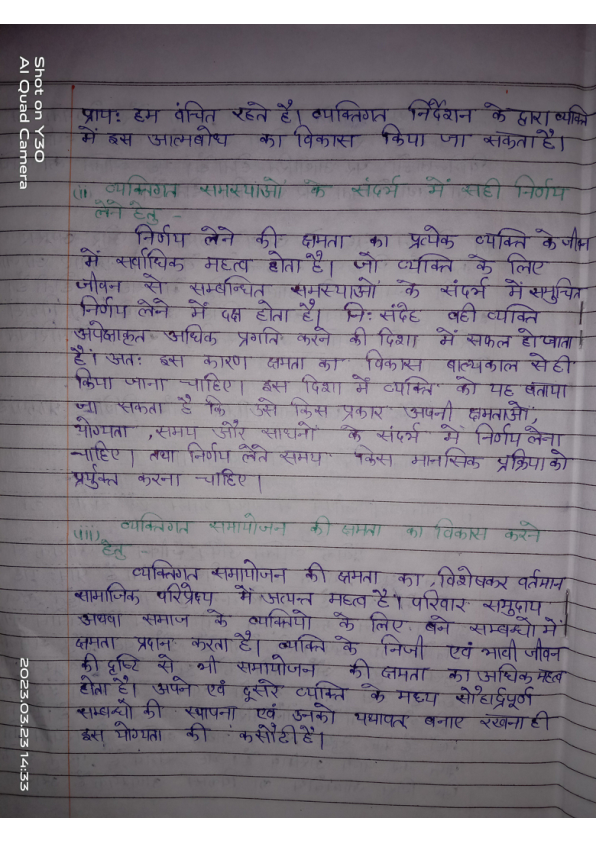 प्राय: हम वंचित रहते है। व्यक्तिगत निर्देशन के द्वारा व्यक्ति
में इस आत्मबोध का विकास किया जा सकता है।
(ii) व्यक्तिगत समस्याओं के संदर्भ में सही निर्णय
लेने हेतु -
निर्णय लेने की क्षमता का प्रत्येक व्यक्ति के जीवन
में सर्वाधिक महत्व होता है। जो व्यक्ति के लिए
जीवन से सम्बन्धित समस्याओं के संदर्भ में समुचित
निर्णय लेने में दक्ष होता है। नि: संदेह वही व्यक्ति
अपेक्षाकृत अधिक प्रगति करने की दिशा में सफल हो जाता
है। अत: इस कारण क्षमता का विकास बाल्यकाल से ही
किया जाना चाहिए। इस दिशा में व्यक्ति को यह बताया
जा सकता है कि उसे किस प्रकार अपनी क्षमताओं,
योग्यता, समय और साधनों के संदर्भ में निर्णय लेना
चाहिए। तथा निर्णय लेते समय किस मानसिक प्रक्रिया को
प्रर्युक्त करना चाहिए।
(iii) व्यक्तिगत समायोजन की क्षमता का विकास करने
हेतु -
व्यक्तिगत समायोजन की क्षमता का, विशेषकर वर्तमान
सामाजिक परिप्रेक्ष्य में अत्यन्त महत्व है। परिवार समुदाय
अथवा समाज के व्यक्तियो के लिए बने सम्बन्धो में
क्षमता प्रदान करता है। व्यक्ति के निजी एवं भावी जीवन
की दृष्टि से भी समायोजन की क्षमता का अधिक महत्व
होता है। अपने एवं दूसरे व्यक्ति के मध्य सौहार्द्रपूर्ण
सम्बन्धो की स्थापना एवं उनको यथावत बनाए रखना ही
इस योग्यता की कसौटी है।
Shot on Y30
AI Quad Camera
2023.03.23 14:33